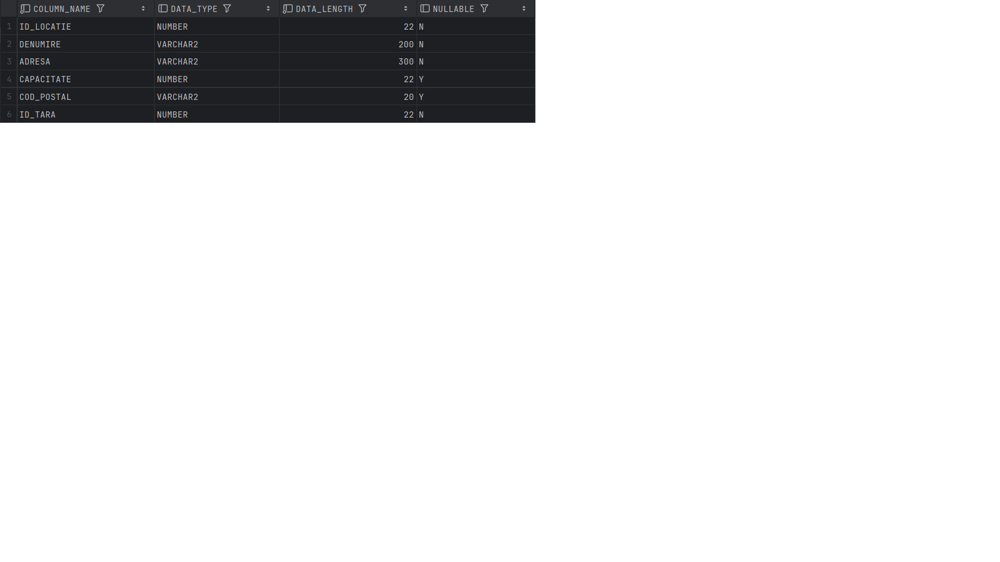 COLUMN_NAME DATA_TYPE DATA_LENGTH NULLABLE
1 ID_LOCATIE NUMBER 22 N
2 DENUMIRE VARCHAR2 200 N
3 ADRESA VARCHAR2 300 N
4 CAPACITATE NUMBER 22 Y
5 COD_POSTAL VARCHAR2 20 Y
6 ID_TARA NUMBER 22 N